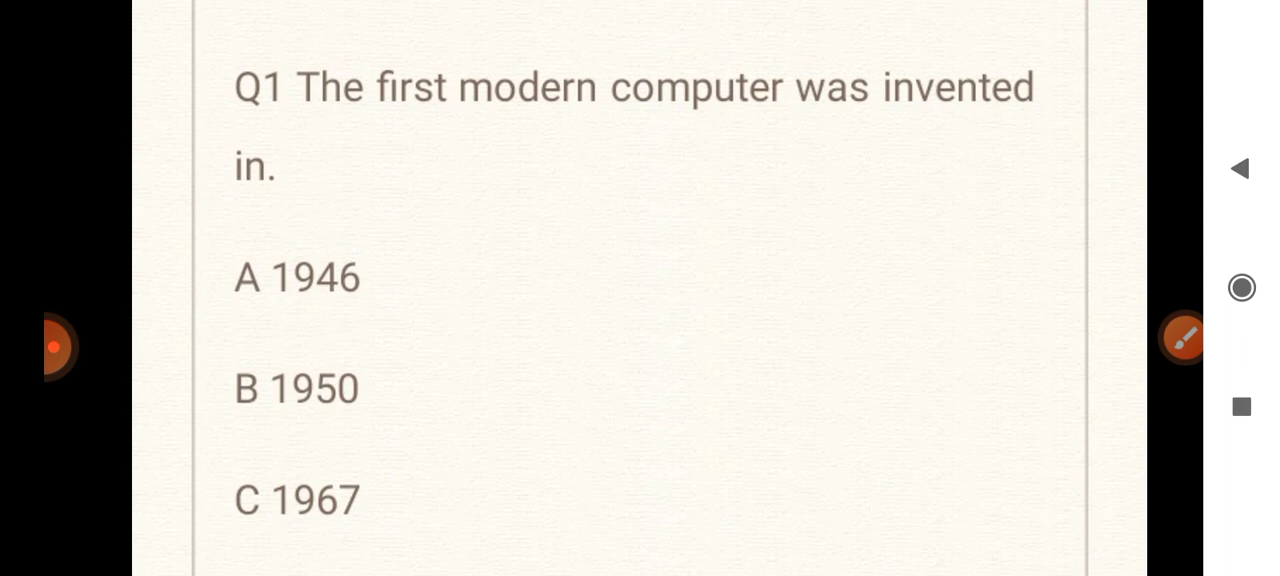 Q1 The first modern computer was invented
in.
A 1946
B 1950
C 1967